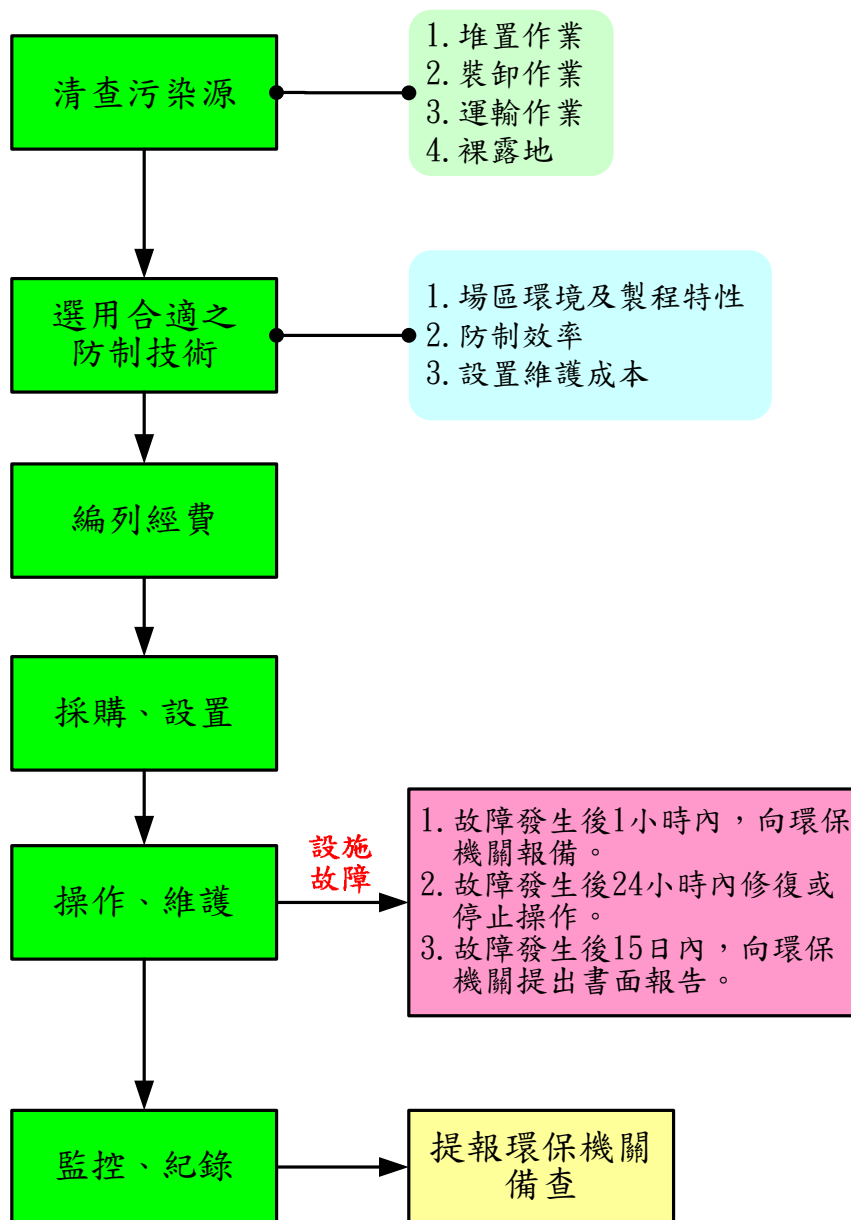 清查污染源
1.堆置作業
2.裝卸作業
3.運輸作業
4.裸露地
選用合適之
防制技術
1.場區環境及製程特性
2.防制效率
3.設置維護成本
編列經費
採購、設置
操作、維護
設施
故障
1.故障發生後1小時內，向環保
機關報備。
2.故障發生後24小時內修復或
停止操作。
3.故障發生後15日內，向環保
機關提出書面報告。
監控、紀錄
提報環保機關
備查